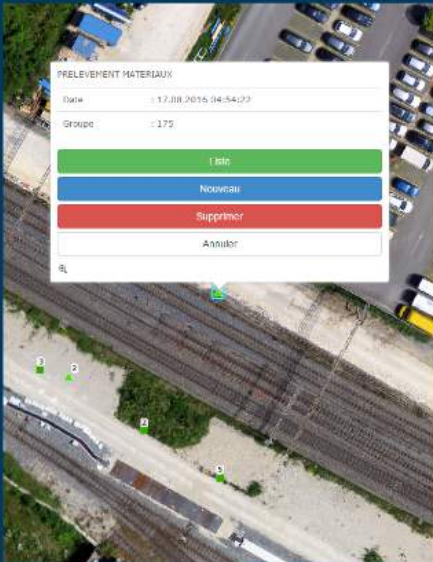 PRELEVEMENT MATERIAUX
Date : 17.08.2016 04:54:22
Groupe : 175
Liste
Nouveau
Supprimer
Annuler
3
2
2
5